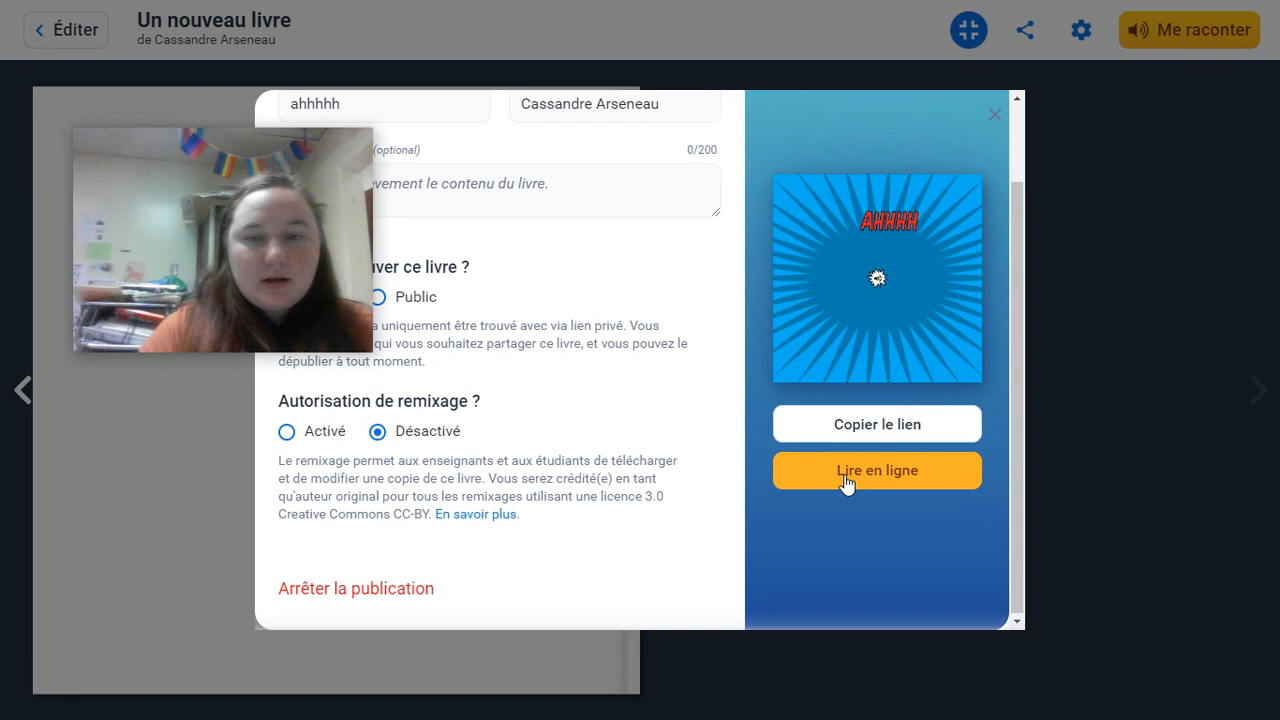 Éditer
Un nouveau livre
de Cassandre Arseneau
Me raconter
ahhhhh
Cassandre Arseneau
(optional)
0/200
le contenu du livre.
ce livre ?
Public
uniquement être trouvé avec via lien privé. Vous
qui vous souhaitez partager ce livre, et vous pouvez le
dépublier à tout moment.
Autorisation de remixage ?
Activé
Désactivé
Le remixage permet aux enseignants et aux étudiants de télécharger
et de modifier une copie de ce livre. Vous serez crédité(e) en tant
qu'auteur original pour tous les remixages utilisant une licence 3.0
Creative Commons CC-BY. En savoir plus.
Arrêter la publication
AHHHH
Copier le lien
Lire en ligne